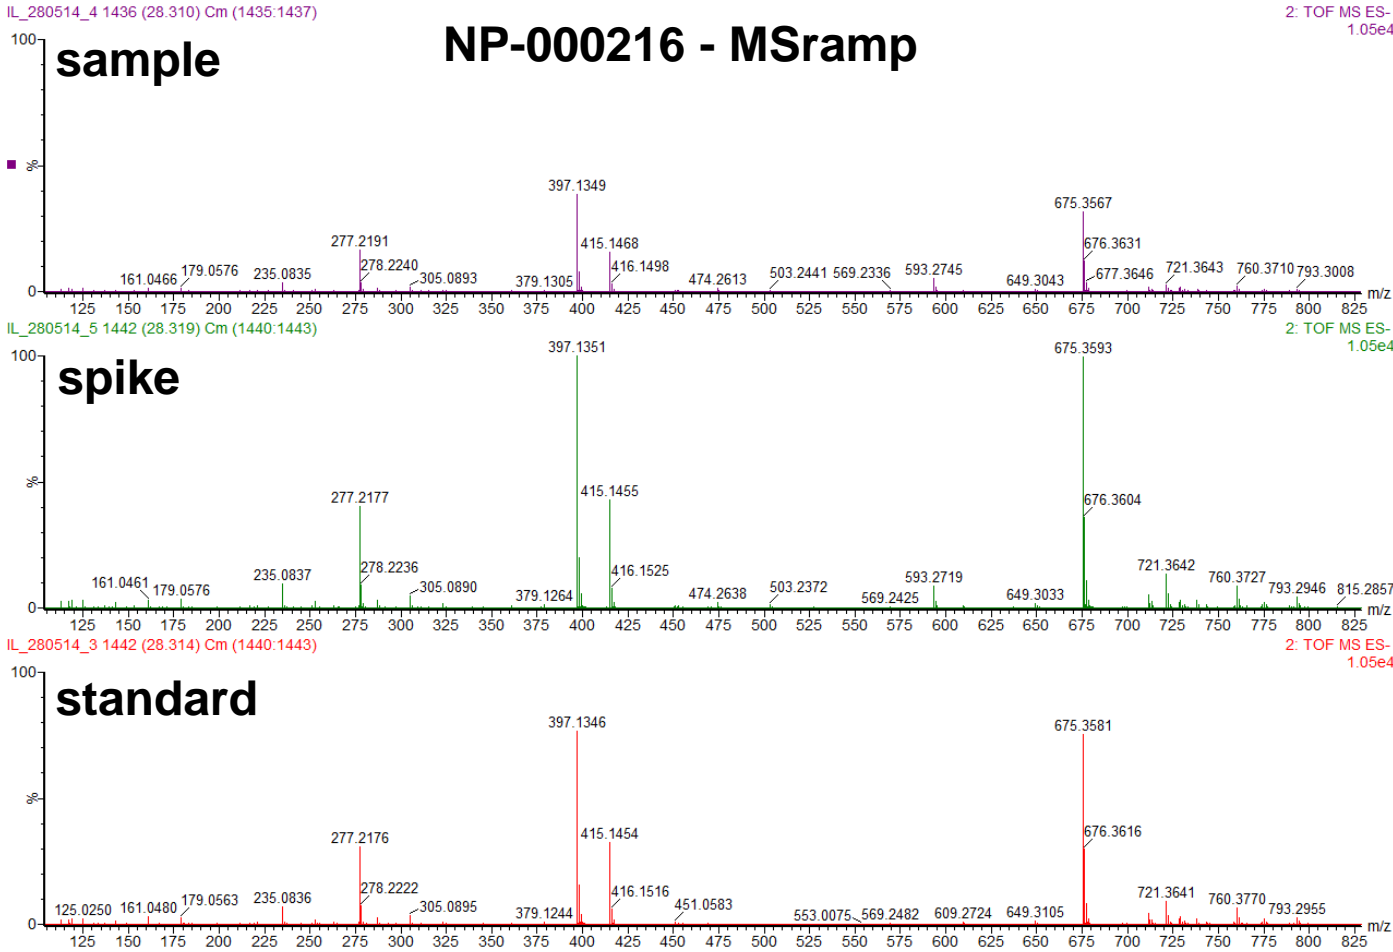 IL_280514_4 1436 (28.310) Cm (1435:1437)
2: TOF MS ES-
1.05e4
sample
NP-000216 - MSramp
100
%
0
161.0466 179.0576 235.0835 277.2191 278.2240 305.0893 379.1305 397.1349 415.1468 416.1498 474.2613 503.2441 569.2336 593.2745 649.3043 675.3567 676.3631 677.3646 721.3643 760.3710 793.3008
125 150 175 200 225 250 275 300 325 350 375 400 425 450 475 500 525 550 575 600 625 650 675 700 725 750 775 800 825 m/z
IL_280514_5 1442 (28.319) Cm (1440:1443)
2: TOF MS ES-
1.05e4
spike
100
%
0
161.0461 179.0576 235.0837 277.2177 278.2236 305.0890 379.1264 397.1351 415.1455 416.1525 474.2638 503.2372 569.2425 593.2719 649.3033 675.3593 676.3604 721.3642 760.3727 793.2946 815.2857
125 150 175 200 225 250 275 300 325 350 375 400 425 450 475 500 525 550 575 600 625 650 675 700 725 750 775 800 825 m/z
IL_280514_3 1442 (28.314) Cm (1440:1443)
2: TOF MS ES-
1.05e4
standard
100
%
0
125.0250 161.0480 179.0563 235.0836 277.2176 278.2222 305.0895 379.1244 397.1346 415.1454 416.1516 451.0583 553.0075 569.2482 609.2724 649.3105 675.3581 676.3616 721.3641 760.3770 793.2955
125 150 175 200 225 250 275 300 325 350 375 400 425 450 475 500 525 550 575 600 625 650 675 700 725 750 775 800 825 m/z